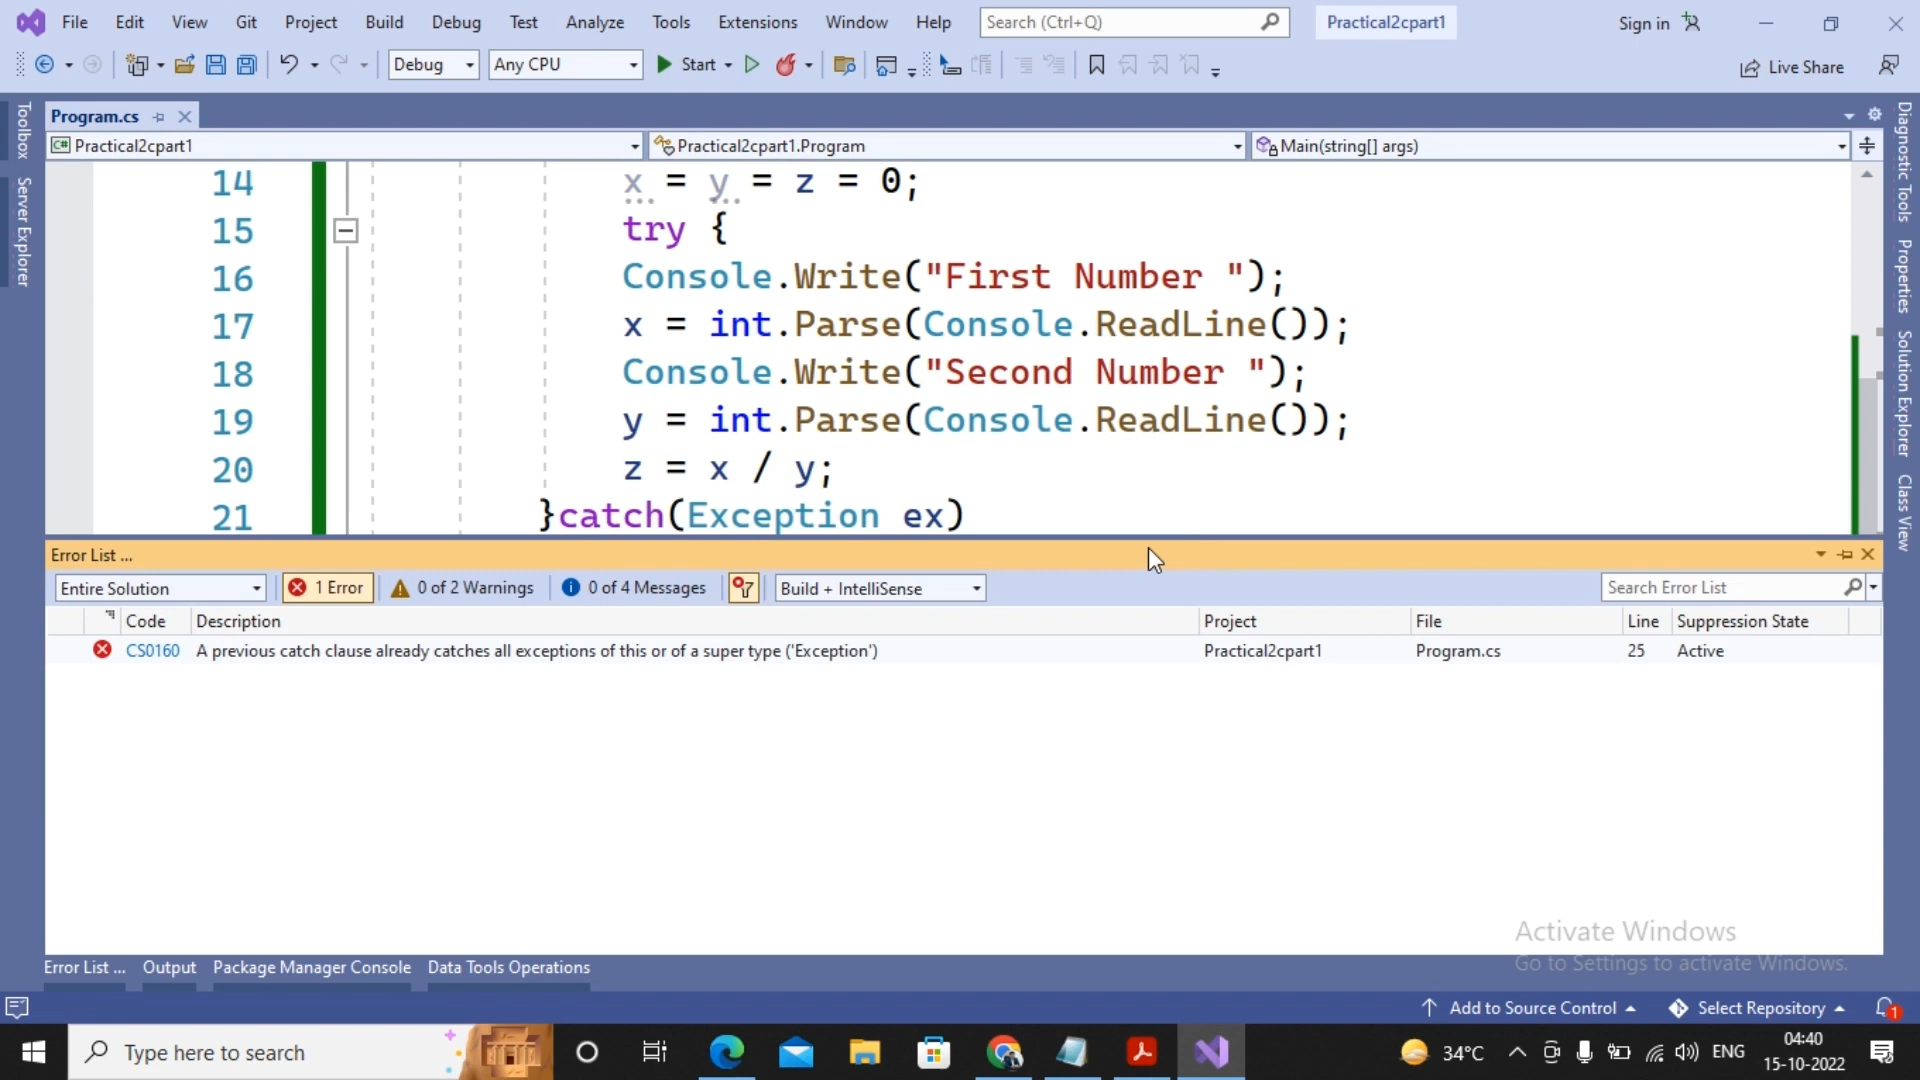 File Edit View Git Project Build Debug Test Analyze Tools Extensions Window Help Search (Ctrl+Q) Practical2cpart1 Sign in
Debug Any CPU Start Live Share
Program.cs
C# Practical2cpart1 Practical2cpart1.Program Main(string[] args)
Toolbox
Server Explorer
14 x = y = z = 0;
15 try {
16 Console.Write("First Number ");
17 x = int.Parse(Console.ReadLine());
18 Console.Write("Second Number ");
19 y = int.Parse(Console.ReadLine());
20 z = x / y;
21 }catch(Exception ex)
Diagnostic Tools
Properties
Solution Explorer
Class View
Error List ...
Entire Solution 1 Error 0 of 2 Warnings 0 of 4 Messages Build + IntelliSense Search Error List
Code Description Project File Line Suppression State
CS0160 A previous catch clause already catches all exceptions of this or of a super type ('Exception') Practical2cpart1 Program.cs 25 Active
Activate Windows
Go to Settings to activate Windows.
Error List ... Output Package Manager Console Data Tools Operations
Add to Source Control Select Repository 1
Type here to search 34°C ENG 04:40
15-10-2022